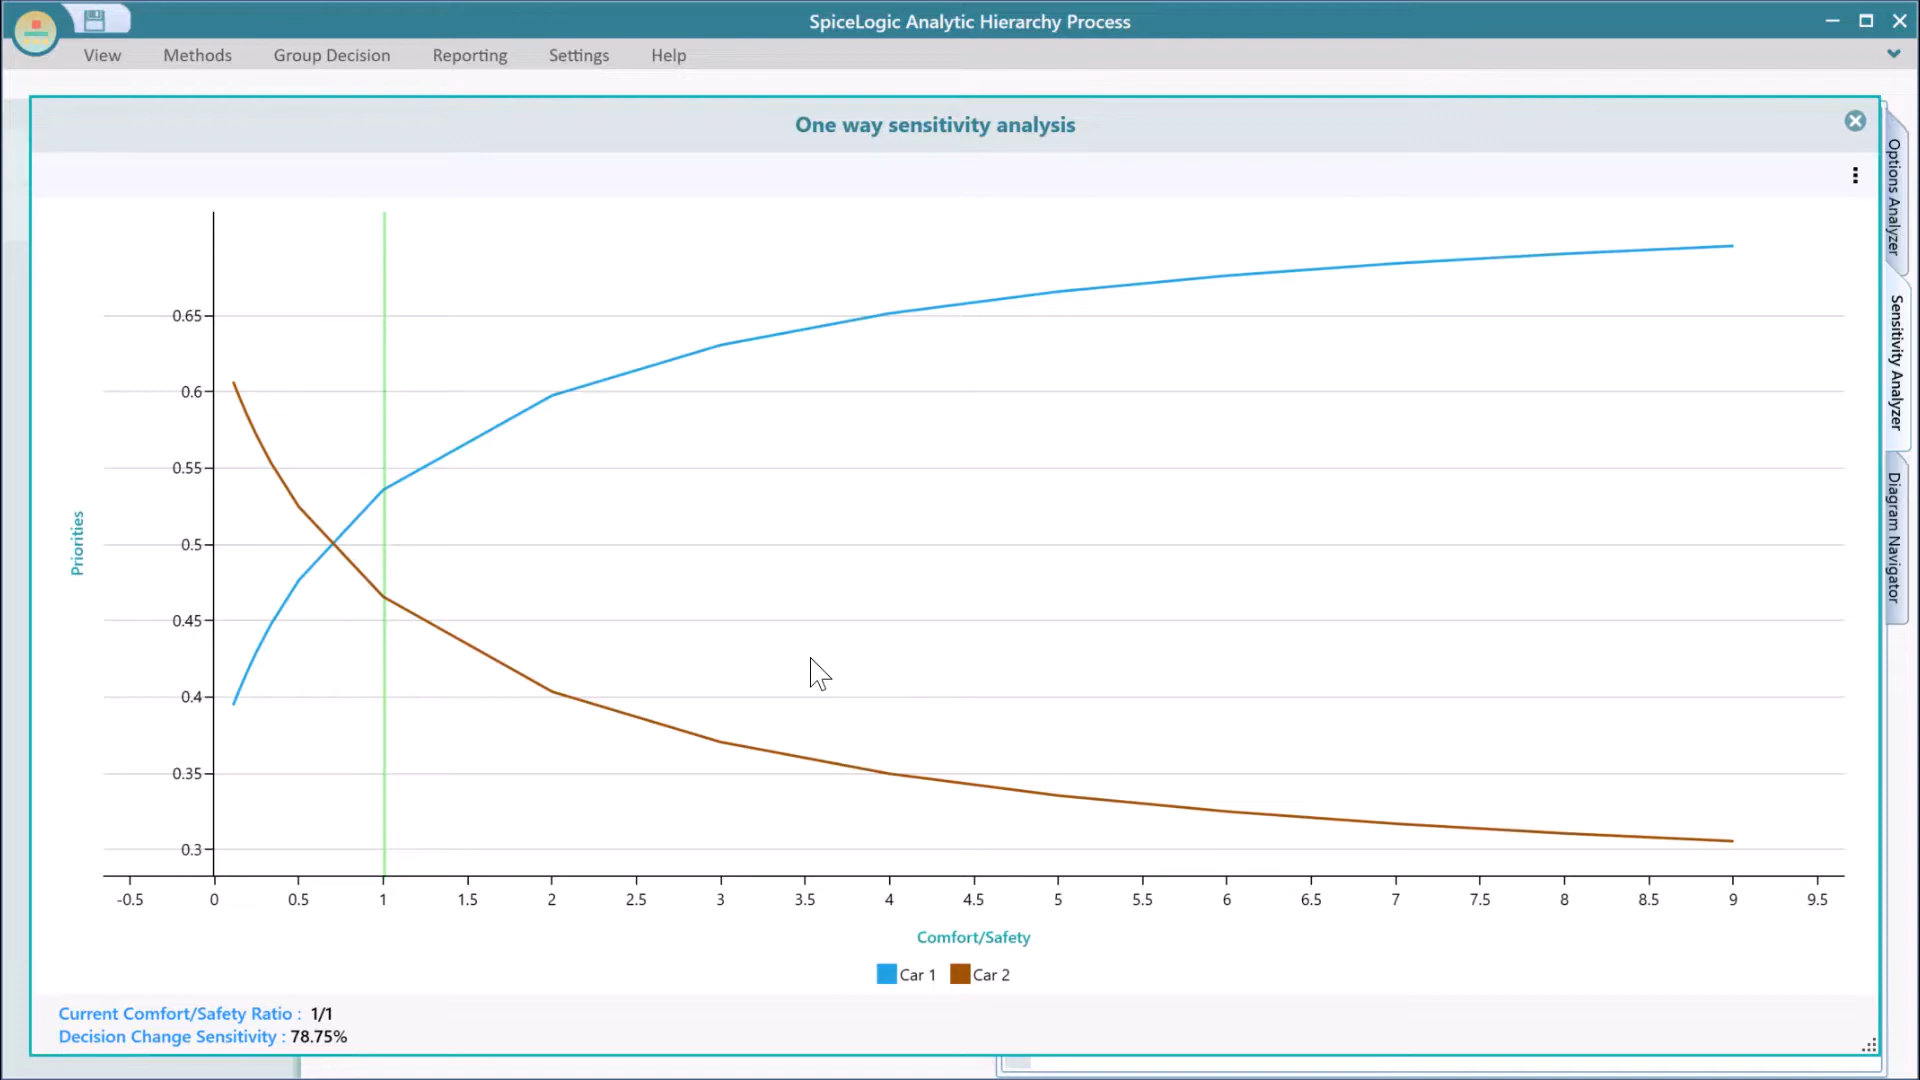 SpiceLogic Analytic Hierarchy Process
View Methods Group Decision Reporting Settings Help
One way sensitivity analysis
Options Analyzer
Sensitivity Analyzer
Diagram Navigator
Priorities
0.65
0.6
0.55
0.5
0.45
0.4
0.35
0.3
-0.5 0 0.5 1 1.5 2 2.5 3 3.5 4 4.5 5 5.5 6 6.5 7 7.5 8 8.5 9 9.5
Comfort/Safety
Car 1 Car 2
Current Comfort/Safety Ratio : 1/1
Decision Change Sensitivity : 78.75%